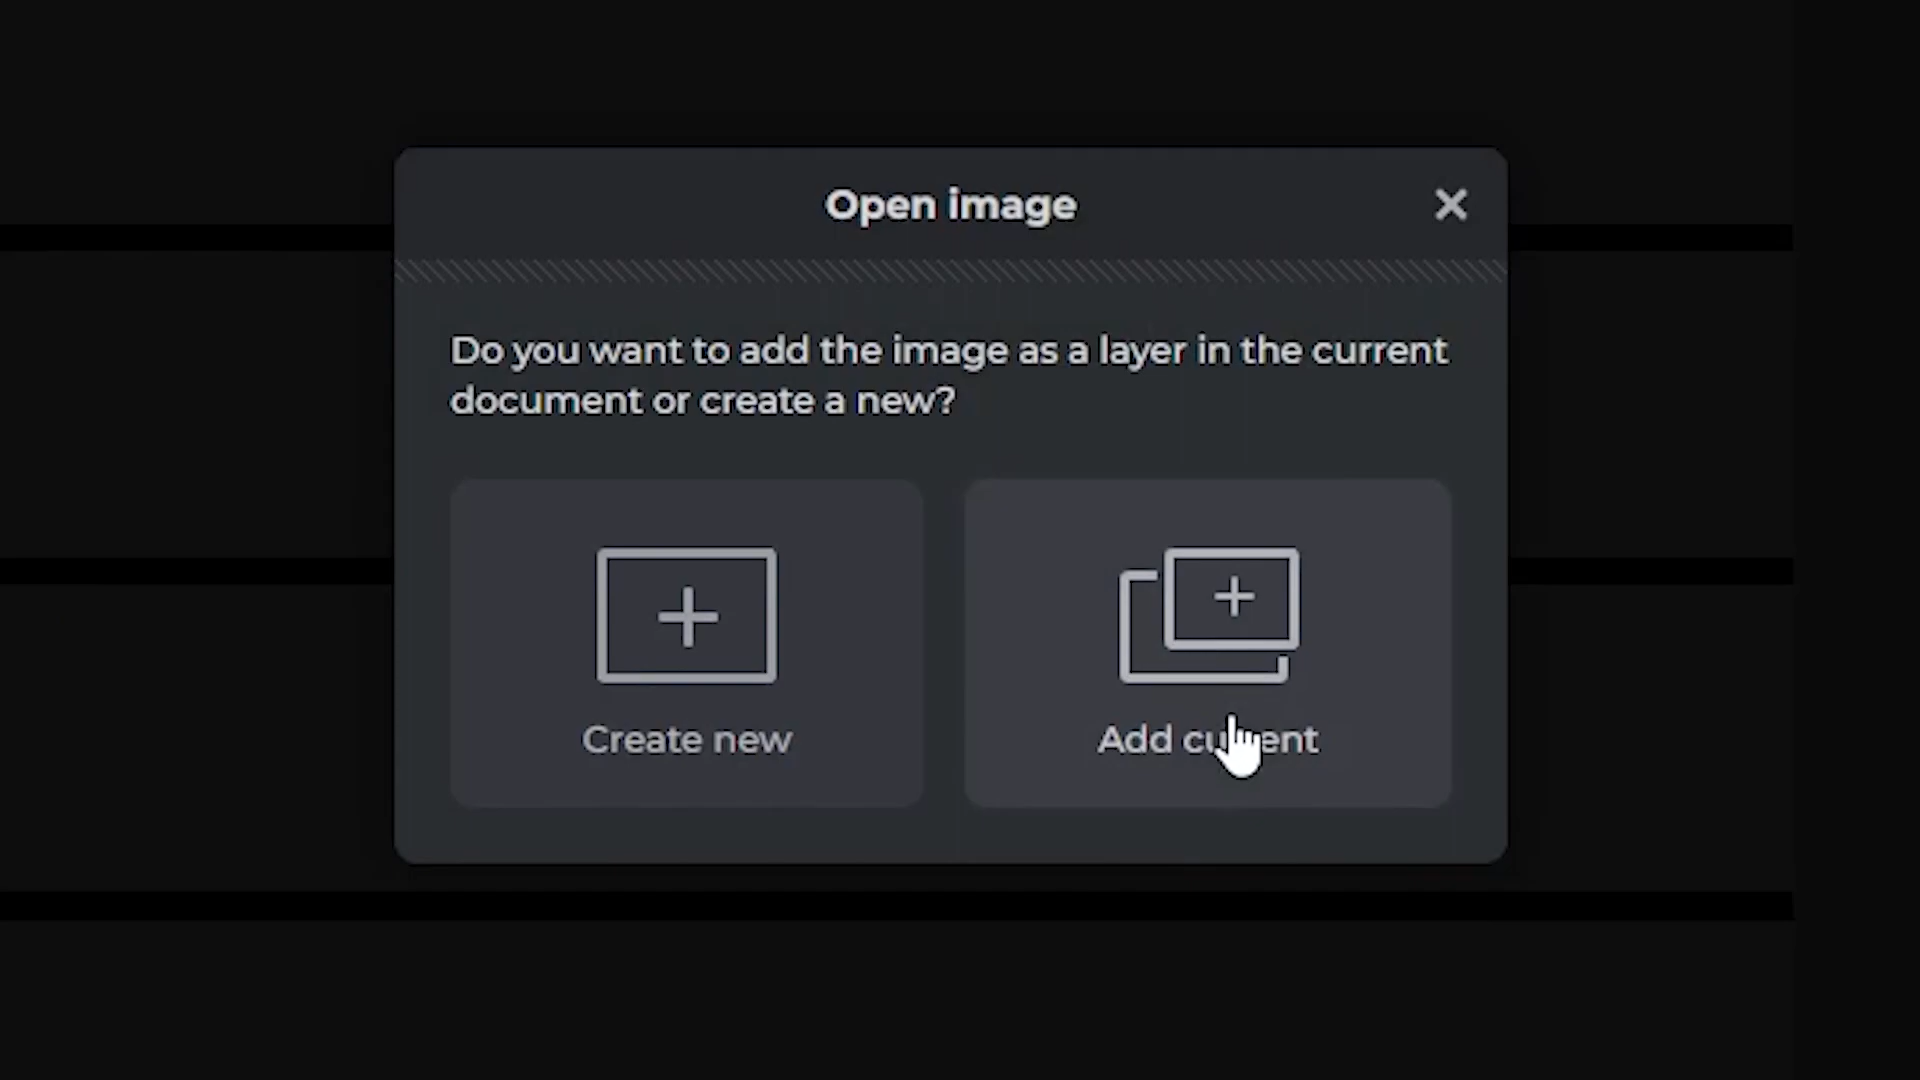 Open image
Do you want to add the image as a layer in the current
document or create a new?
Create new
Add current